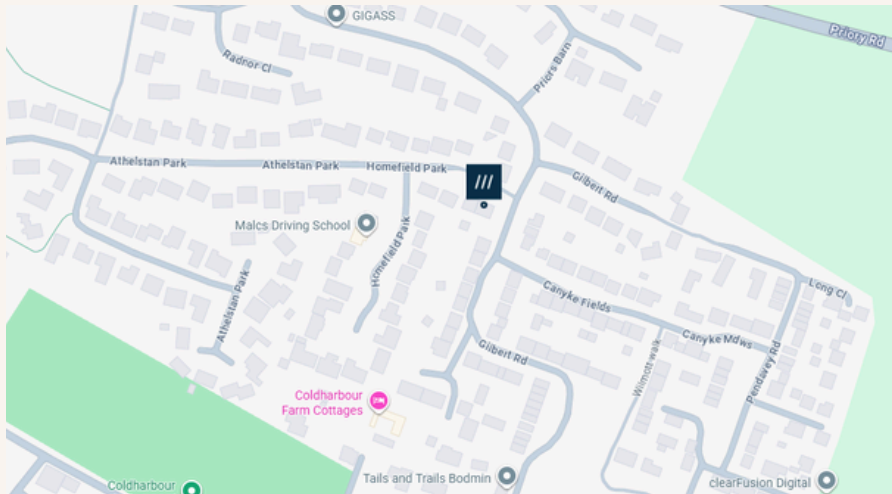 GIGASS
Priory Rd
Radnor Cl
Priors Barn
Athelstan Park
Athelstan Park
Homefield Park
Gilbert Rd
Malcs Driving School
Homefield Park
Athelstan Park
Long Cl
Canyke Fields
Canyke Mdws
Gilbert Rd
Wilmott walk
Pendavey Rd
Coldharbour
Farm Cottages
Tails and Trails Bodmin
clearFusion Digital
Coldharbour